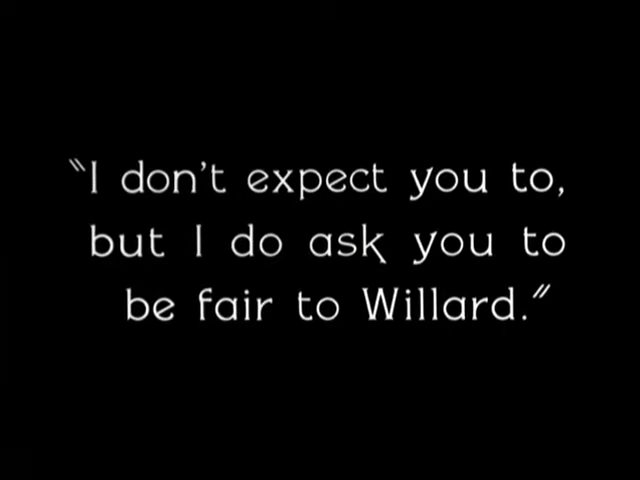 "I don't expect you to,
but I do ask you to
be fair to Willard."